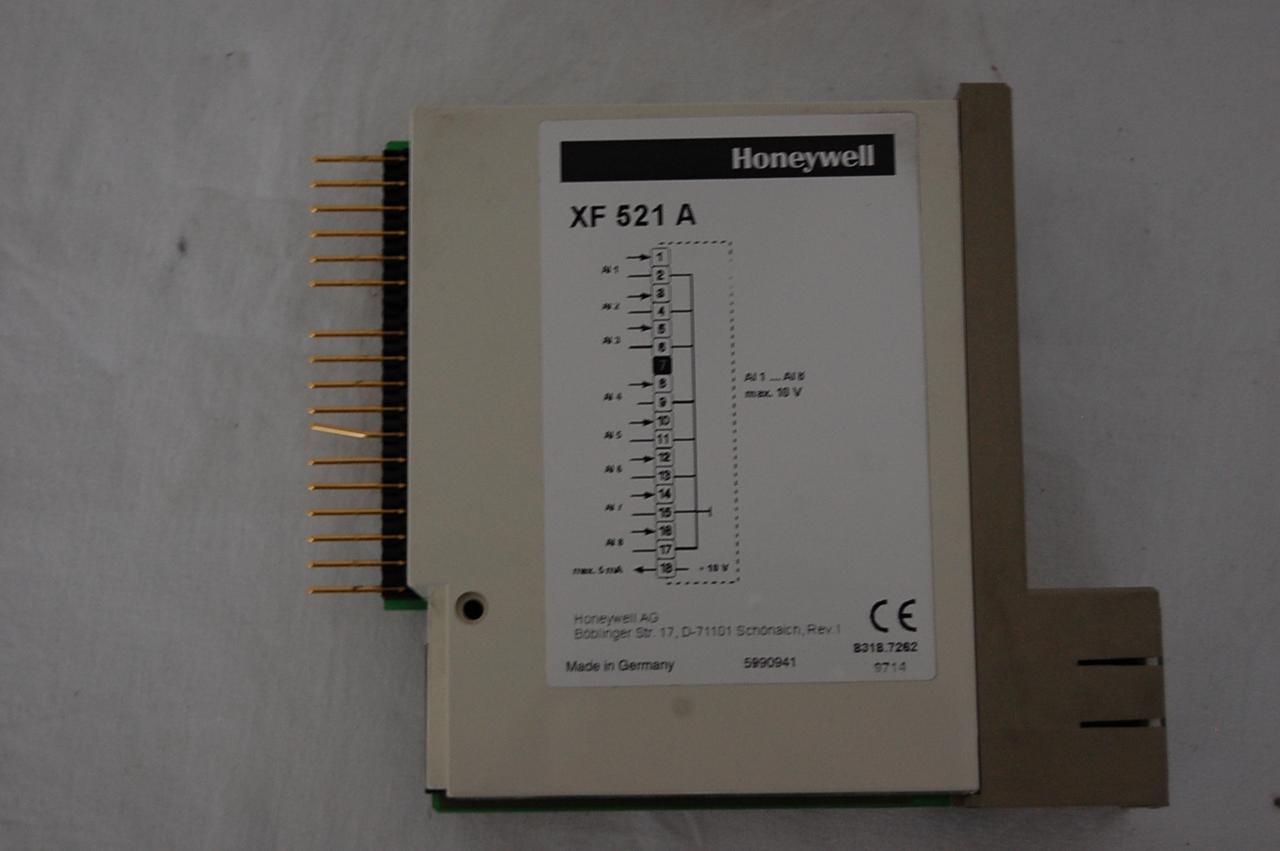 Honeywell
XF 521 A
1
AI 1
2
3
AI 2
4
5
AI 3
6
7
AI 1 ... AI 8
8
max. 10 V
AI 4
9
10
AI 5
11
12
AI 6
13
14
AI 7
15
16
AI 8
17
max. 5 mA 18 + 10 V
Honeywell AG
Böblinger Str. 17, D-71101 Schönaich, Rev.1
8318.7262
Made in Germany 5990941 9714
CE